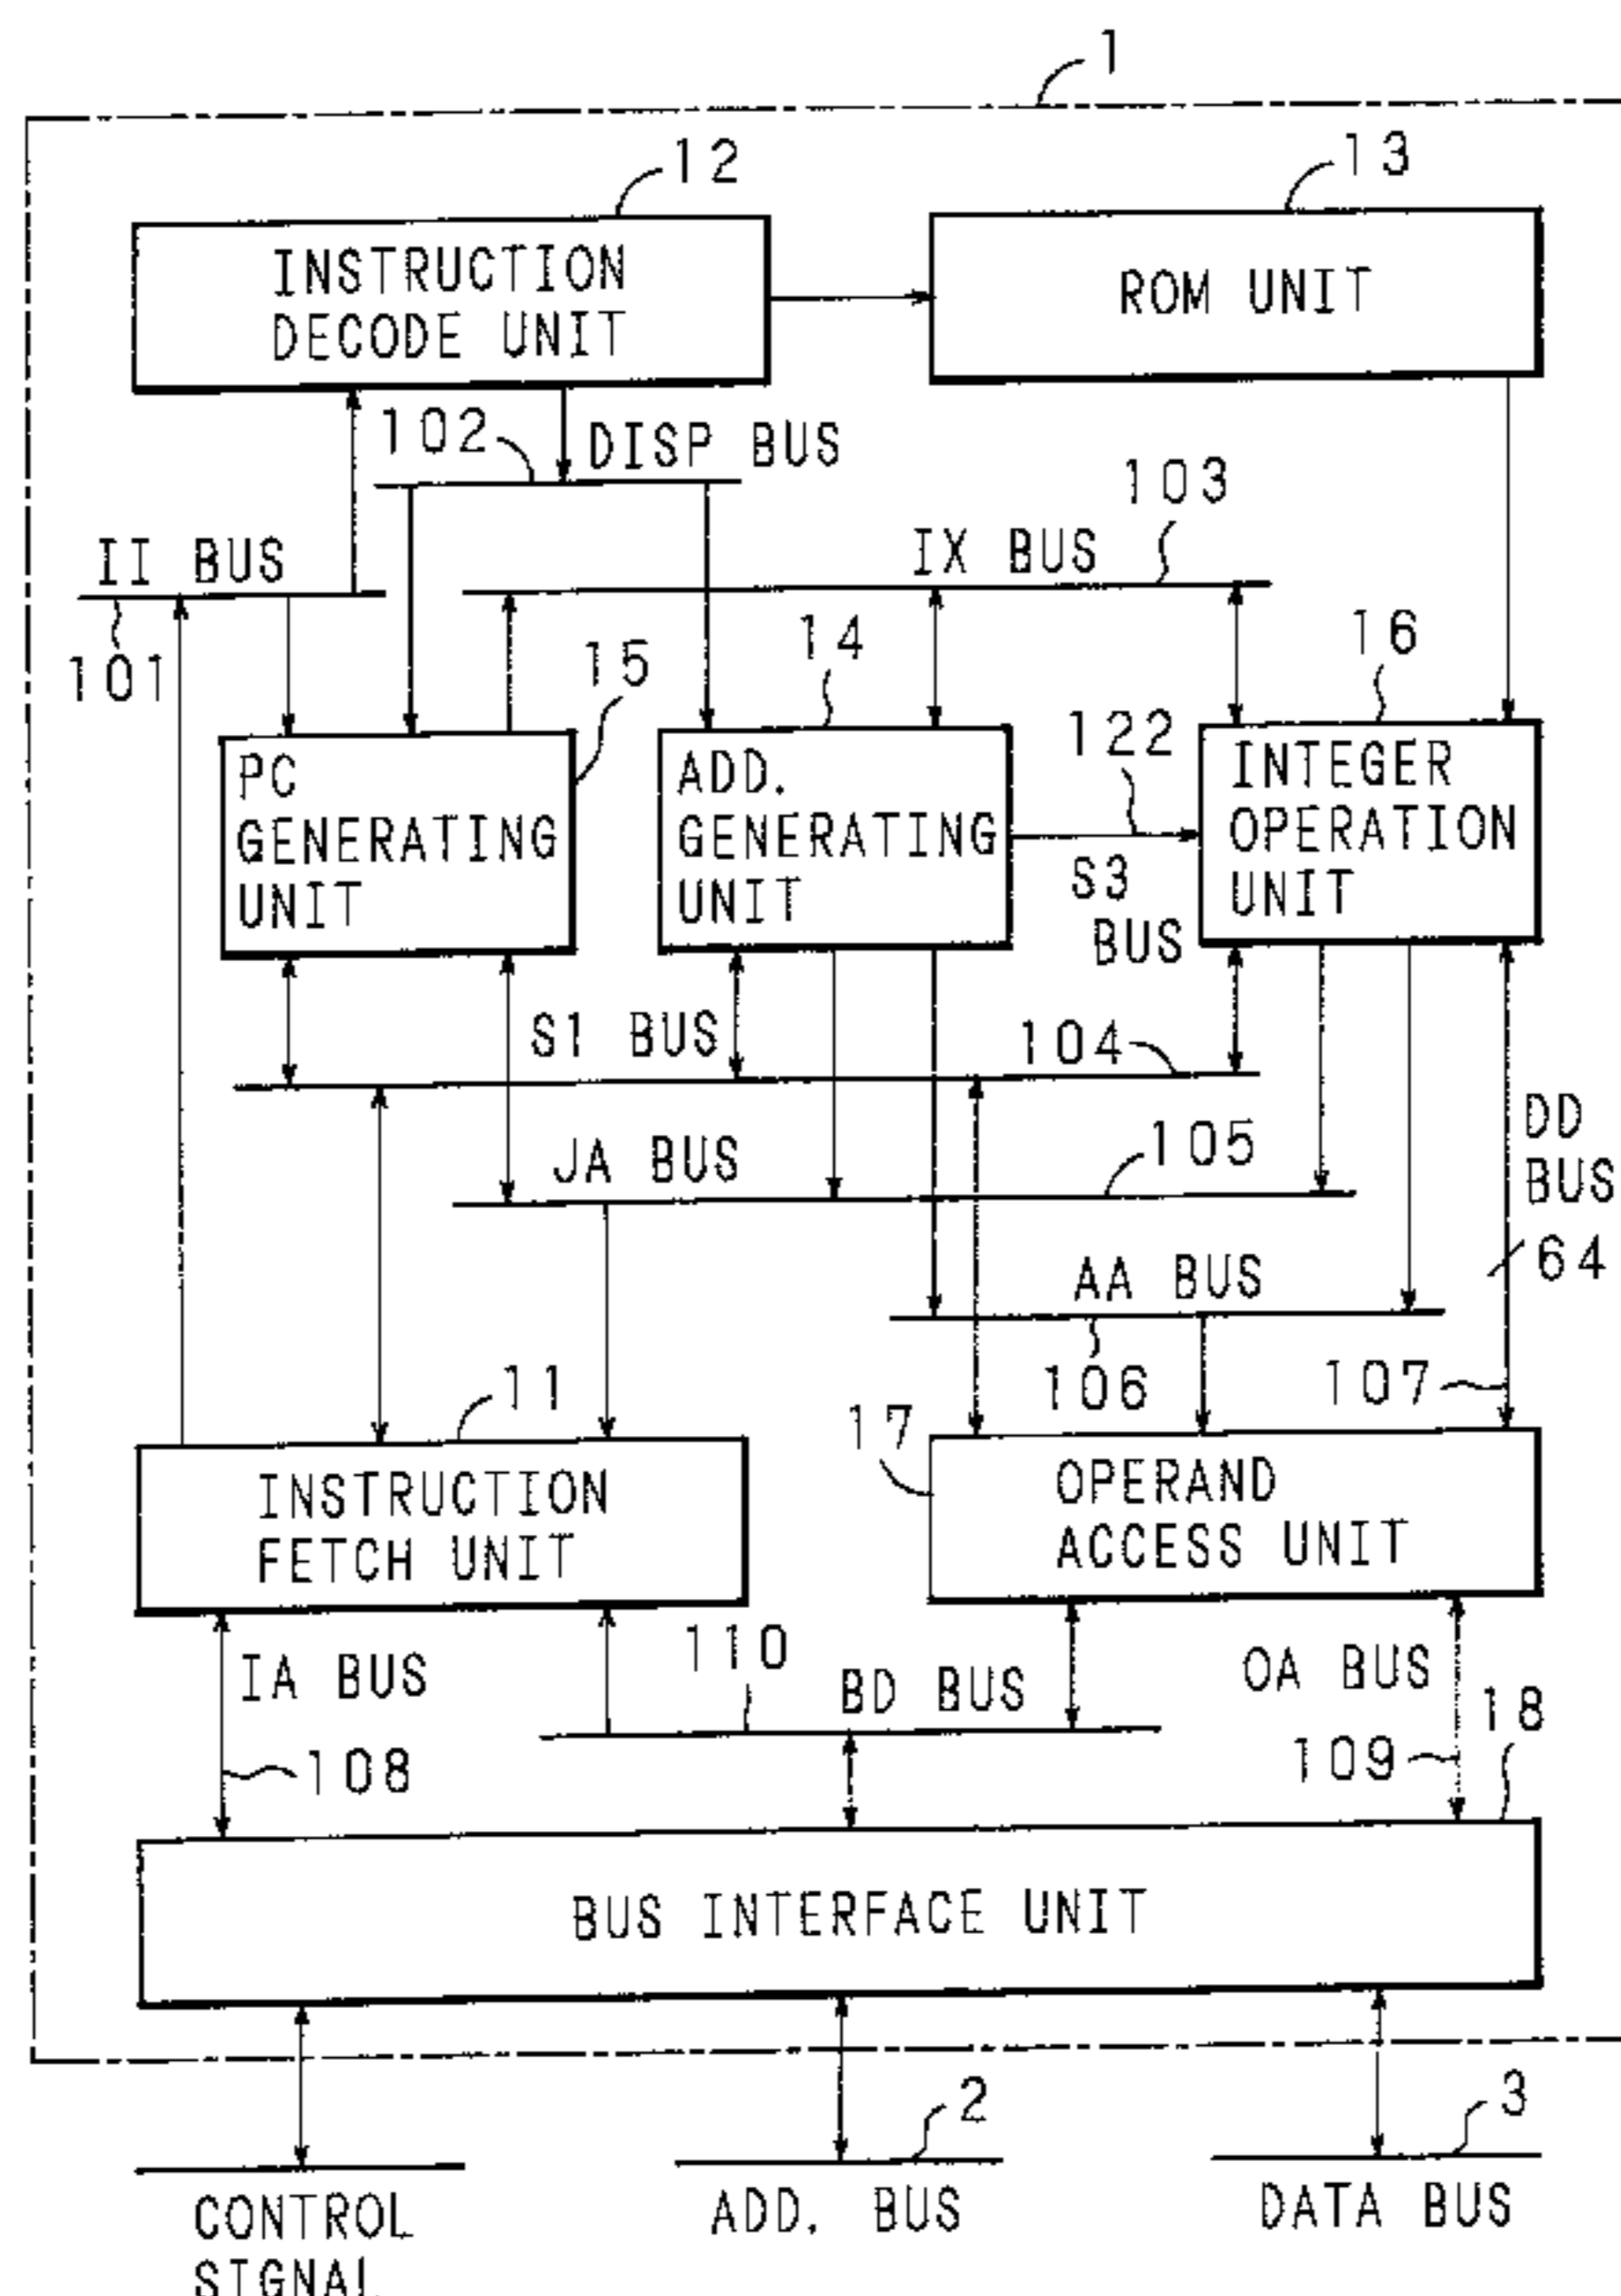 1
12
13
INSTRUCTION
DECODE UNIT
ROM UNIT
102
DISP BUS
103
II BUS
IX BUS
101
15
14
16
122
PC
GENERATING
UNIT
ADD.
GENERATING
UNIT
S3
BUS
INTEGER
OPERATION
UNIT
S1 BUS
104
DD
BUS
JA BUS
105
64
AA BUS
106
107
11
17
INSTRUCTION
FETCH UNIT
OPERAND
ACCESS UNIT
IA BUS
110
BD BUS
OA BUS
18
108
109
BUS INTERFACE UNIT
2
3
CONTROL
SIGNAL
ADD. BUS
DATA BUS